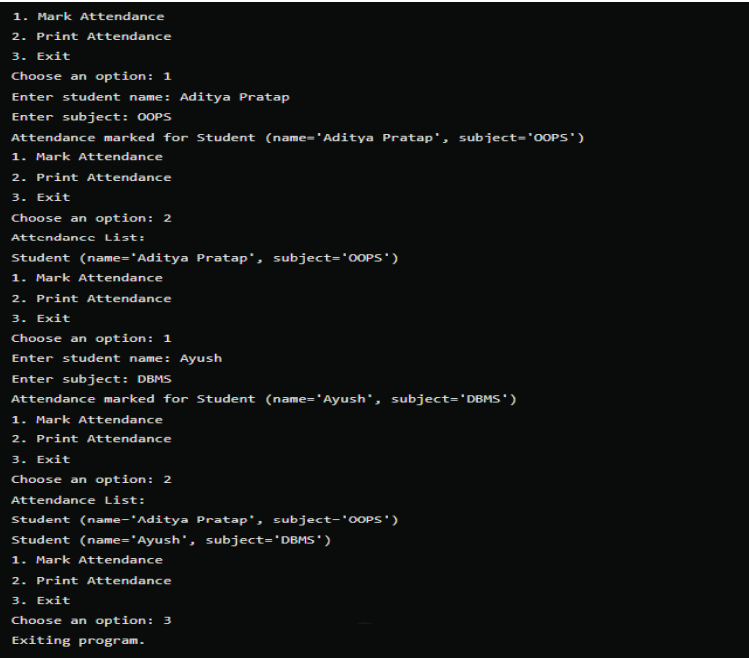 1. Mark Attendance
2. Print Attendance
3. Exit
Choose an option: 1
Enter student name: Aditya Pratap
Enter subject: OOPS
Attendance marked for Student (name='Aditya Pratap', subject='OOPS')
1. Mark Attendance
2. Print Attendance
3. Exit
Choose an option: 2
Attendance List:
Student (name='Aditya Pratap', subject='OOPS')
1. Mark Attendance
2. Print Attendance
3. Exit
Choose an option: 1
Enter student name: Ayush
Enter subject: DBMS
Attendance marked for Student (name='Ayush', subject='DBMS')
1. Mark Attendance
2. Print Attendance
3. Exit
Choose an option: 2
Attendance List:
Student (name='Aditya Pratap', subject='OOPS')
Student (name='Ayush', subject='DBMS')
1. Mark Attendance
2. Print Attendance
3. Exit
Choose an option: 3
Exiting program.